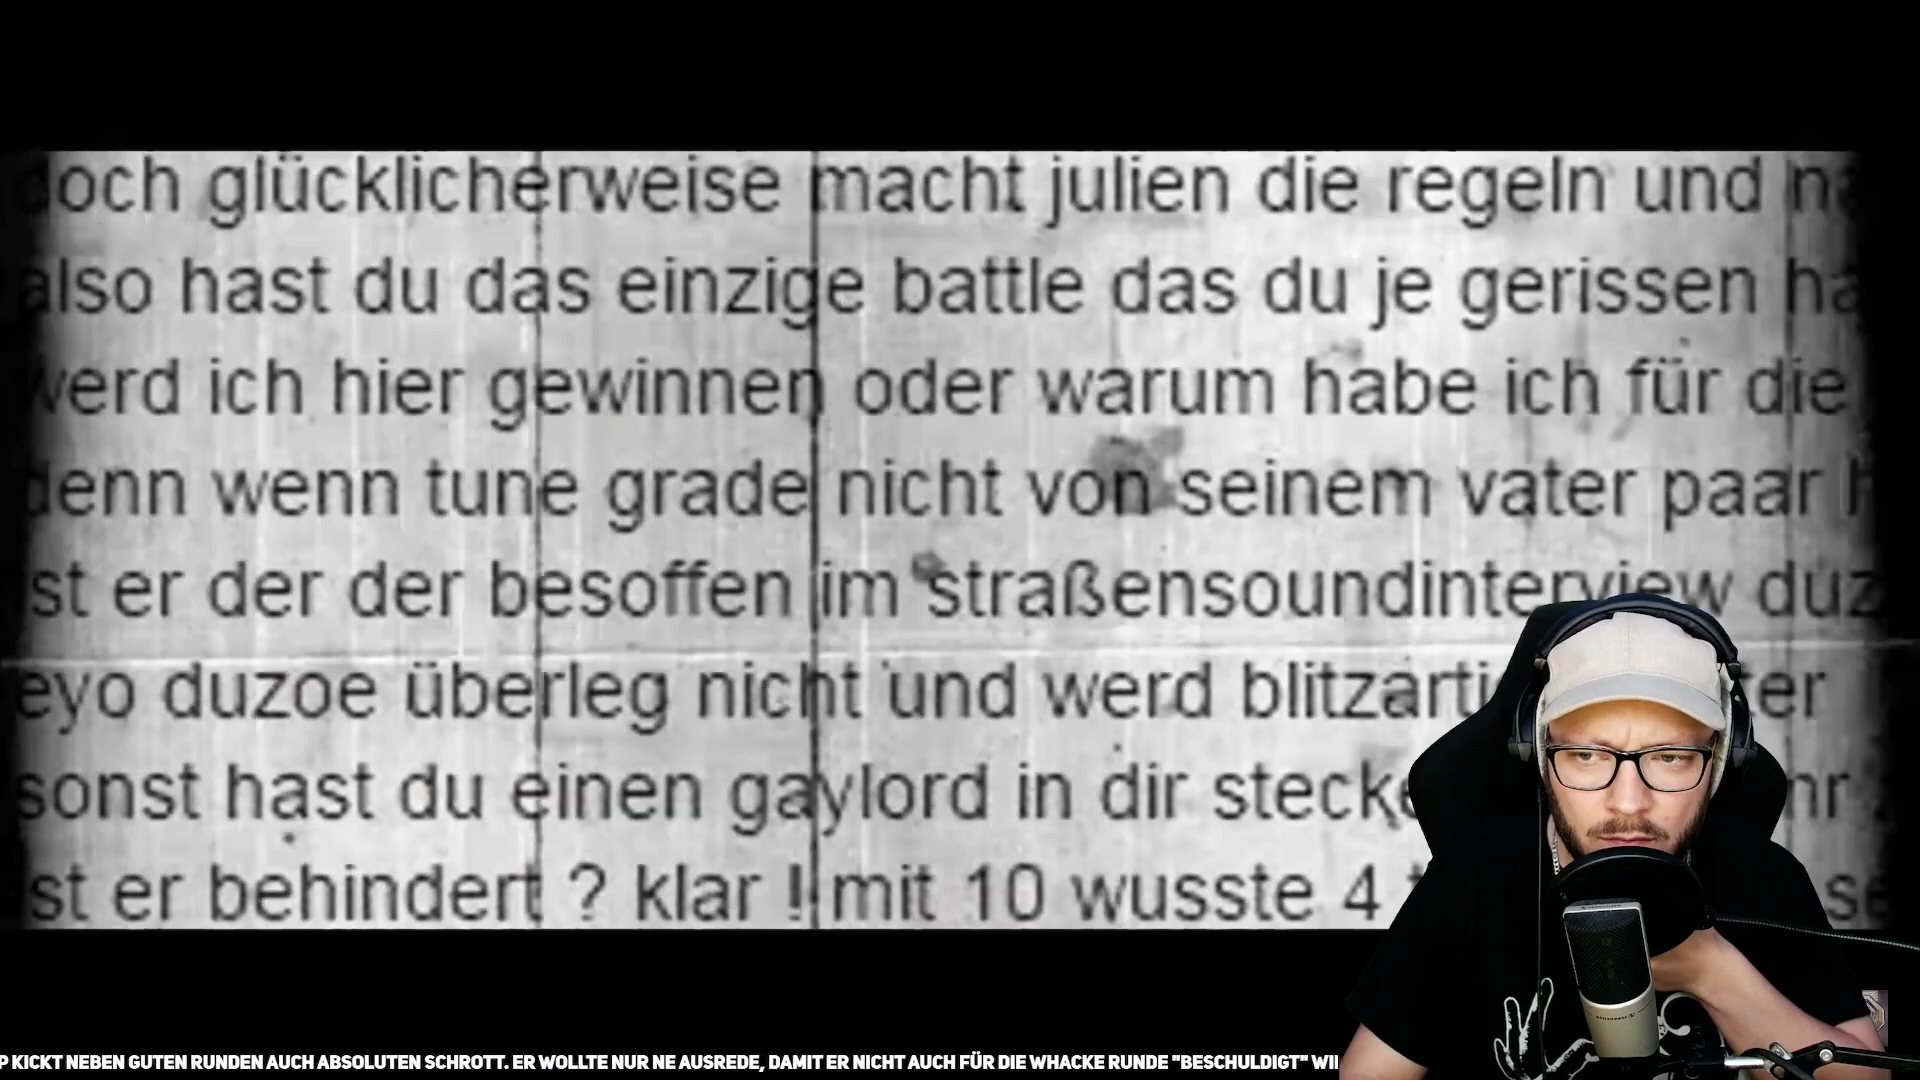 doch glücklicherweise macht julien die regeln und
also hast du das einzige battle das du je gerissen
werd ich hier gewinnen oder warum habe ich für die
denn wenn tune grade nicht von seinem vater paar
st er der der besoffen im straßensoundinterview duz
eyo duzoe überleg nicht und werd
sonst hast du einen gaylord in dir
st er behindert ? klar ! mit 10 wusste 4
P KICKT NEBEN GUTEN RUNDEN AUCH ABSOLUTEN SCHROTT. ER WOLLTE NUR NE AUSREDE, DAMIT ER NICHT AUCH FÜR DIE WHACKE RUNDE "BESCHULDIGT" WI